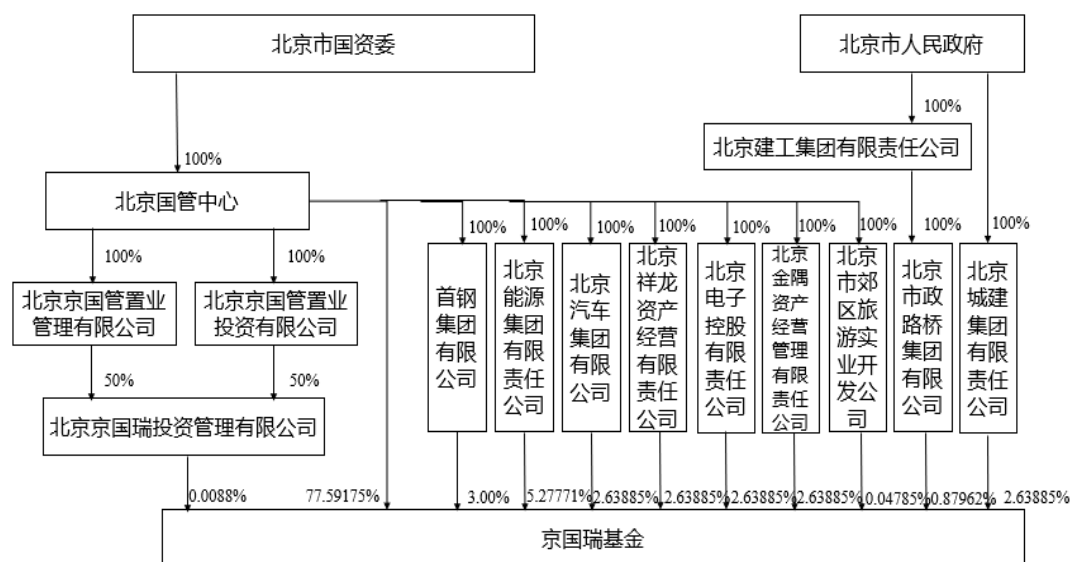 北京市国资委
北京市人民政府
100%
北京建工集团有限责任公司
100%
北京国管中心
100%
100%
100%
100%
100%
100%
100%
100%
100%
100%
100%
北京京国管置业
管理有限公司
北京京国管置业
投资有限公司
首钢
集团
有限
公司
北京
能源
集团
有限
责任
公司
北京
汽车
集团
有限
公司
北京
祥龙
资产
经营
有限
责任
公司
北京
电子
控股
有限
责任
公司
北京
金隅
资产
经营
管理
有限
责任
公司
北京
市郊
区旅
游实
业开
发公
司
北京
市政
路桥
集团
有限
公司
北京
城建
集团
有限
责任
公司
50%
50%
北京京国瑞投资管理有限公司
0.0088%
77.59175%
3.00%
5.27771%
2.63885%
2.63885%
2.63885%
2.63885%
0.04785%
0.87962%
2.63885%
京国瑞基金